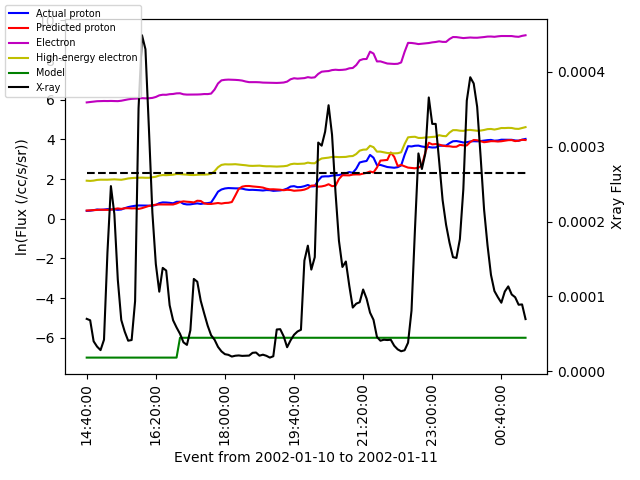 Actual proton
Predicted proton
Electron
High-energy electron
Model
X-ray
6
4
2
0
−2
−4
−6
ln(Flux (/cc/s/sr))
0.0004
0.0003
0.0002
0.0001
0.0000
Xray Flux
14:40:00
16:20:00
18:00:00
19:40:00
21:20:00
23:00:00
00:40:00
Event from 2002-01-10 to 2002-01-11